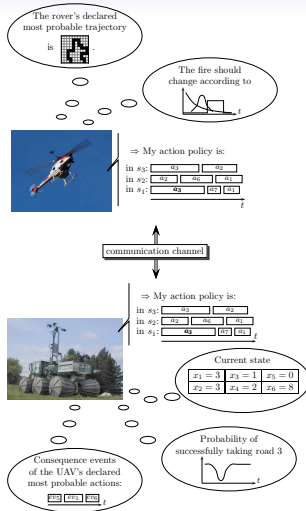 The rover's declared
most probable trajectory
is .
The fire should
change according to
t
⇒ My action policy is:
in s₃: a₃ a₂
in s₂: a₂ a₆ a₁
in s₁: a₃ a₇ a₁
t
communication channel
⇒ My action policy is:
in s₃: a₃ a₂
in s₂: a₂ a₆ a₁
in s₁: a₃ a₇ a₁
t
Current state
x₁ = 3 x₃ = 1 x₅ = 0
x₂ = 3 x₄ = 2 x₆ = 8
Probability of
successfully taking road 3
t
Consequence events
of the UAV's declared
most probable actions:
ev₅ ev₁ ev₆
t